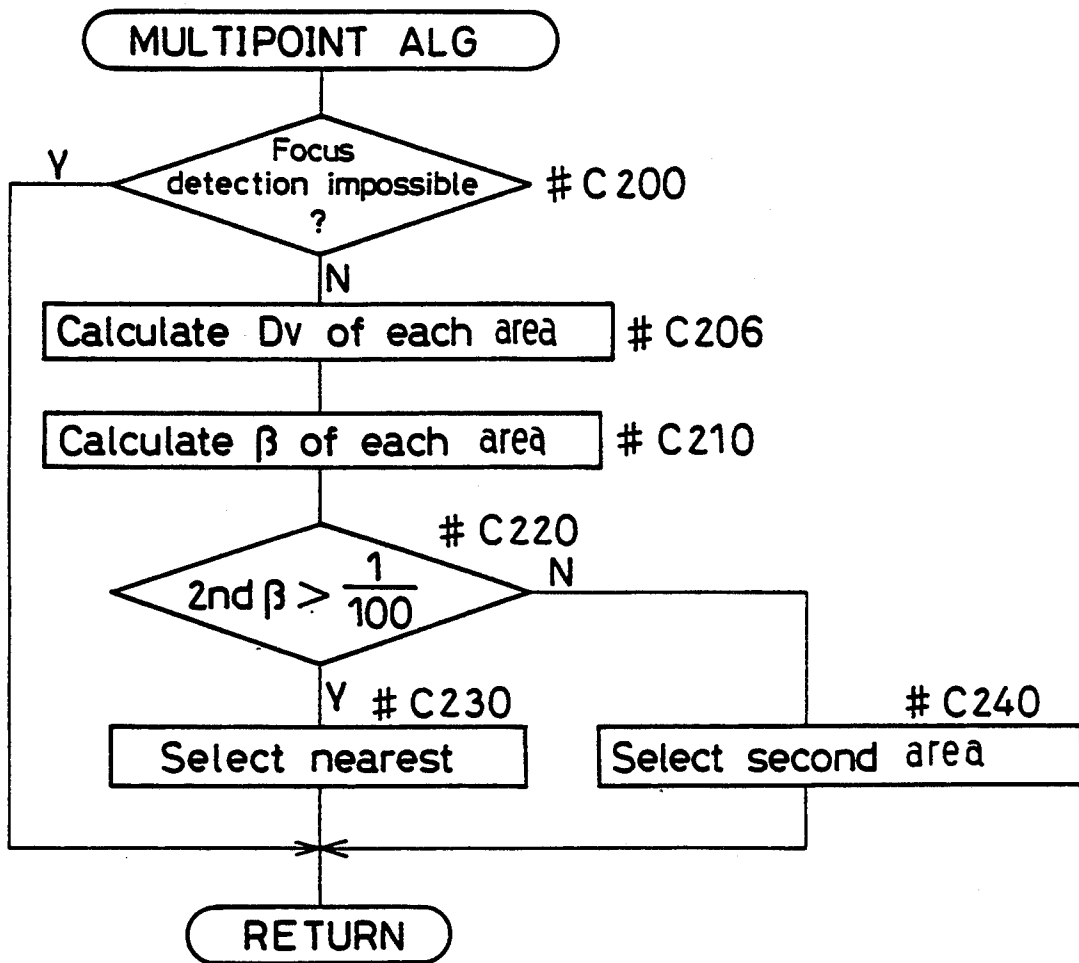 MULTIPOINT ALG
Focus
detection impossible
?
Y
# C200
N
Calculate Dv of each area # C206
Calculate β of each area # C210
# C220
2nd β > 1/100
N
Y # C230
# C240
Select nearest
Select second area
RETURN